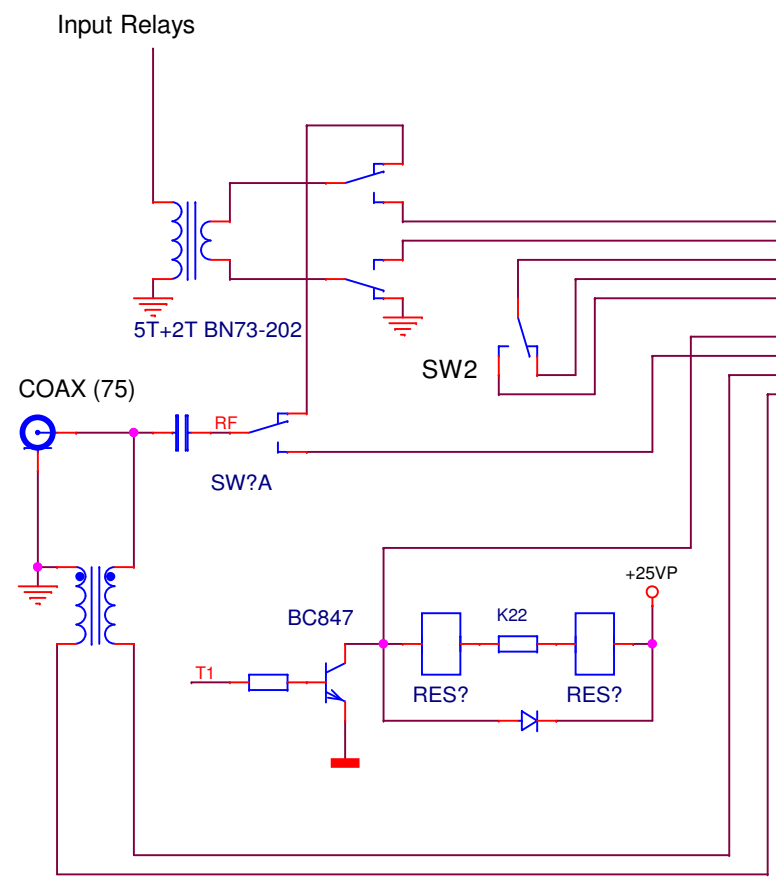 Input Relays
5T+2T BN73-202
SW2
COAX (75)
RF
SW?A
+25VP
BC847
K22
T1
RES?
RES?